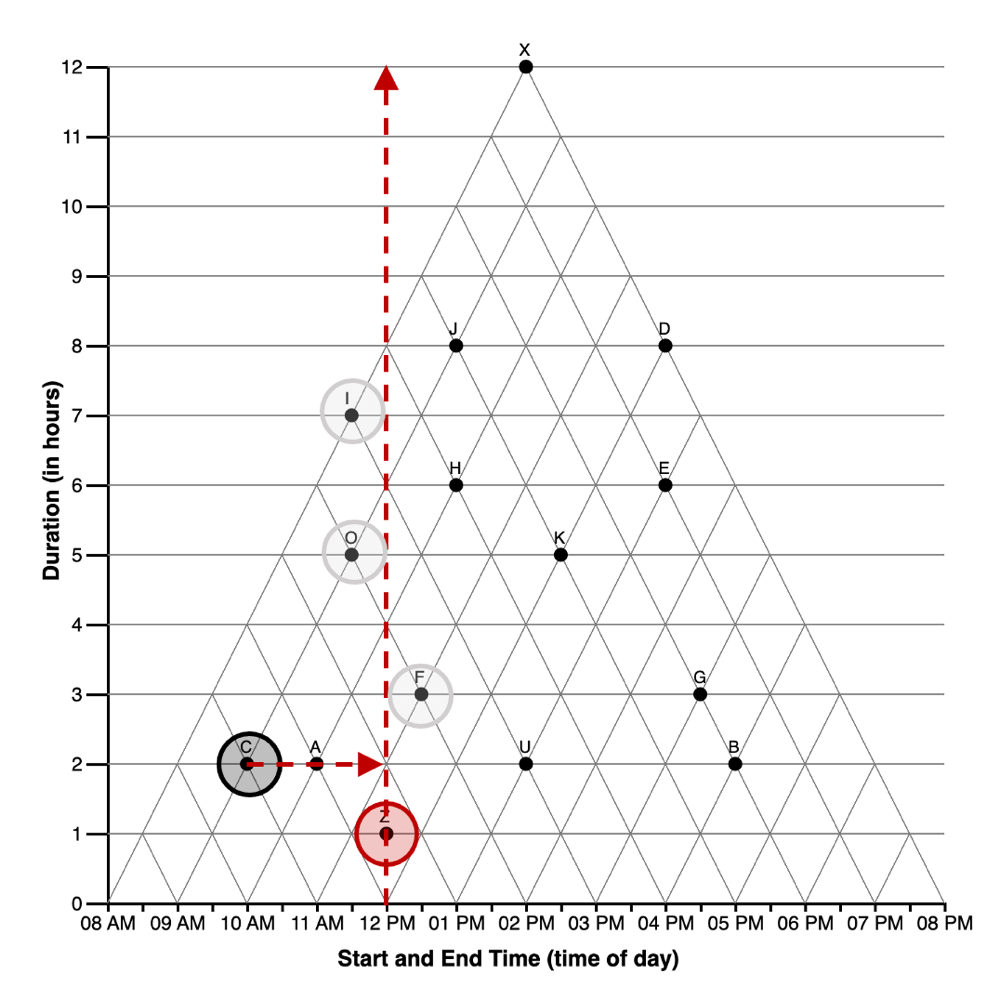 X
12
11
10
9
J
D
8
I
7
H
E
6
O
K
5
4
F
G
3
C
A
U
B
2
Z
1
0
08 AM 09 AM 10 AM 11 AM 12 PM 01 PM 02 PM 03 PM 04 PM 05 PM 06 PM 07 PM 08 PM
Duration (in hours)
Start and End Time (time of day)